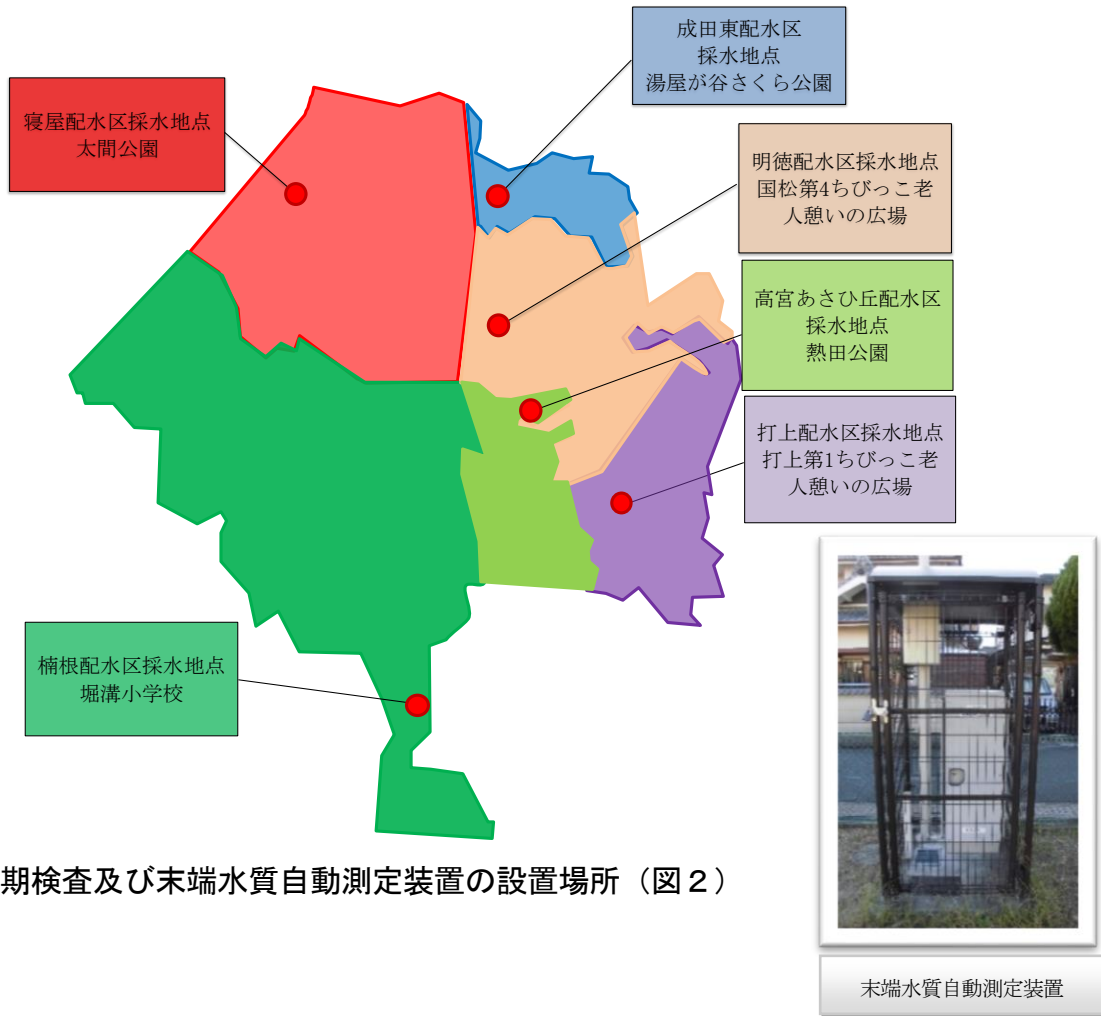 成田東配水区
採水地点
湯屋が谷さくら公園
寝屋配水区採水地点
太間公園
明徳配水区採水地点
国松第4ちびっこ老
人憩いの広場
高宮あさひ丘配水区
採水地点
熱田公園
打上配水区採水地点
打上第1ちびっこ老
人憩いの広場
楠根配水区採水地点
堀溝小学校
期検査及び末端水質自動測定装置の設置場所（図２）
末端水質自動測定装置